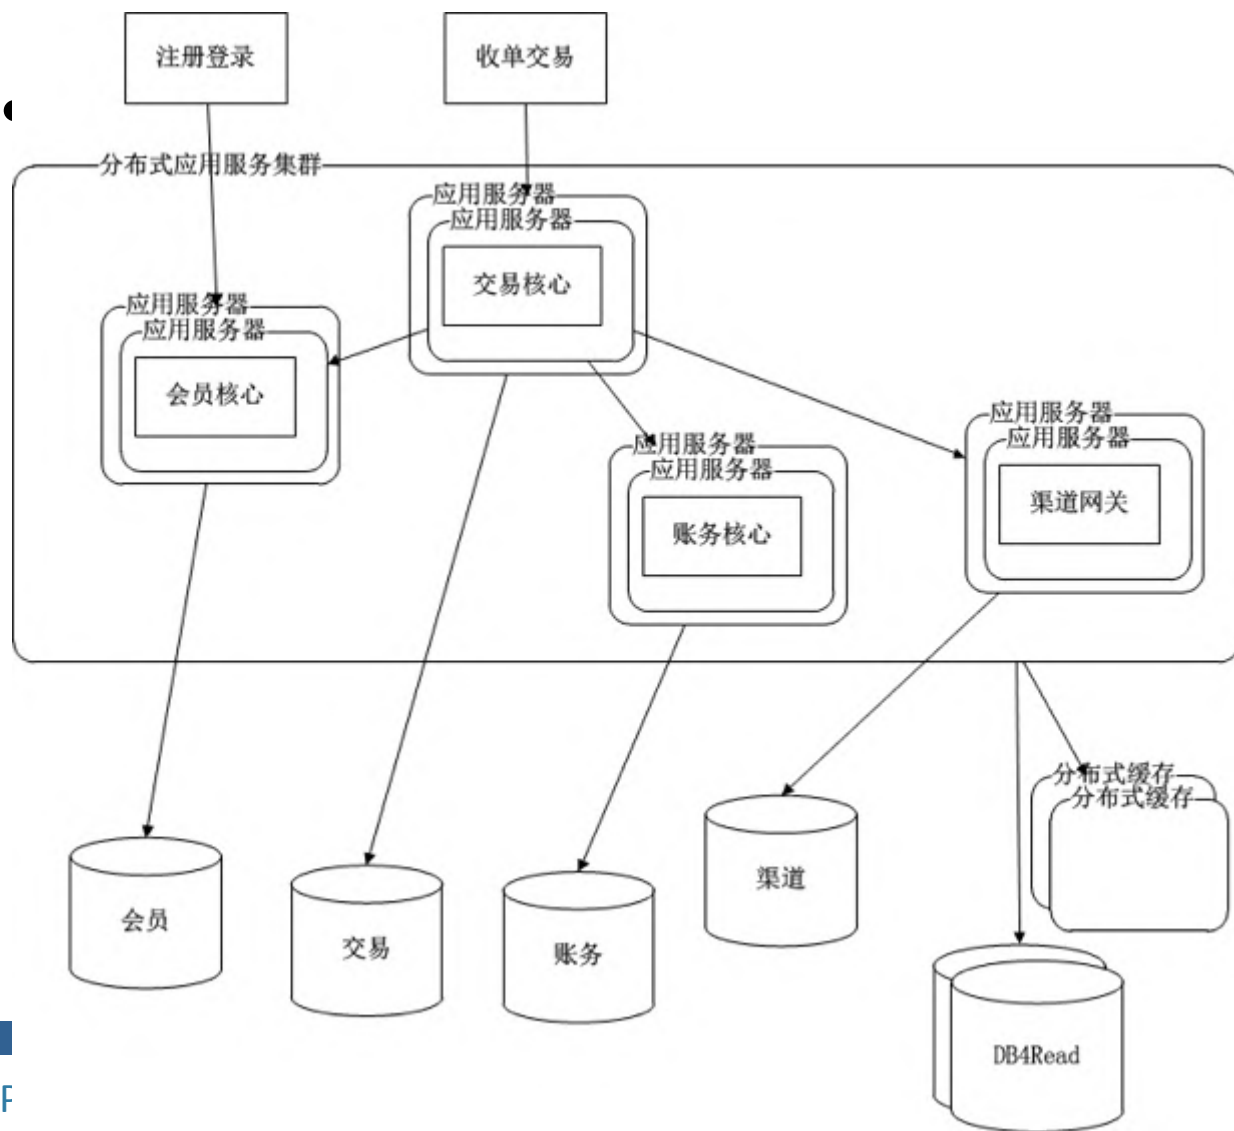 注册登录
收单交易
分布式应用服务集群
应用服务器
应用服务器
交易核心
应用服务器
应用服务器
会员核心
应用服务器
应用服务器
渠道网关
应用服务器
应用服务器
账务核心
分布式缓存
分布式缓存
渠道
会员
交易
账务
DB4Read